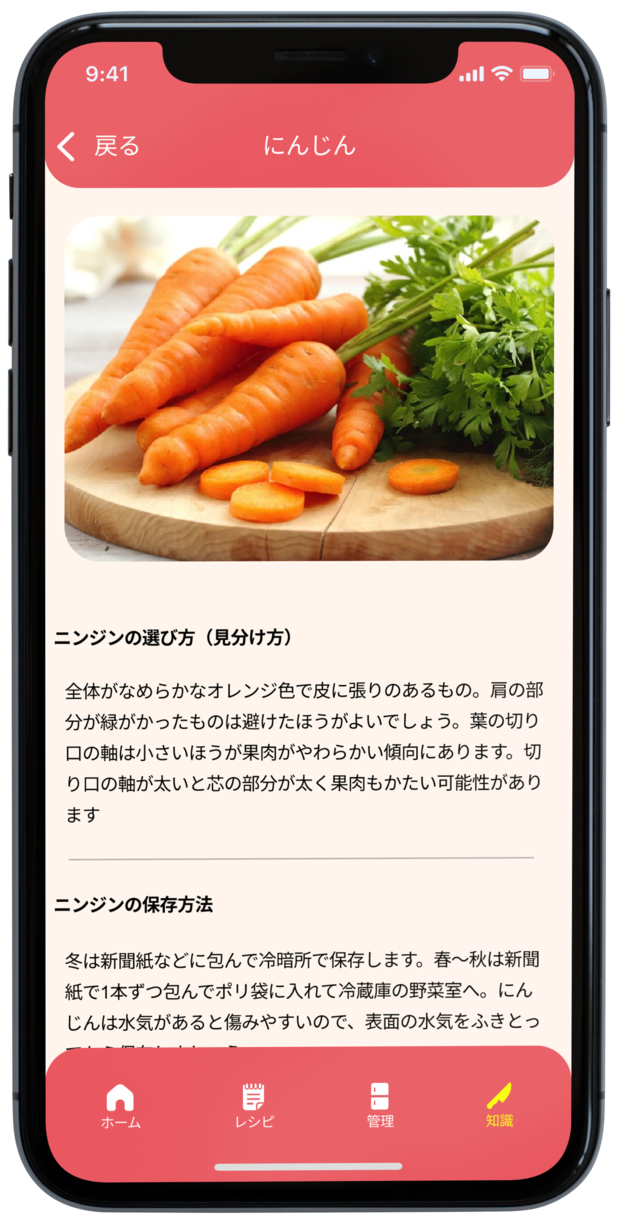 9:41
戻る
にんじん
ニンジンの選び方（見分け方）
全体がなめらかなオレンジ色で皮に張りのあるもの。肩の部
分が緑がかったものは避けたほうがよいでしょう。葉の切り
口の軸は小さいほうが果肉がやわらかい傾向にあります。切
り口の軸が太いと芯の部分が太く果肉もかたい可能性があり
ます
ニンジンの保存方法
冬は新聞紙などに包んで冷暗所で保存します。春〜秋は新聞
紙で1本ずつ包んでポリ袋に入れて冷蔵庫の野菜室へ。にん
じんは水気があると傷みやすいので、表面の水気をふきとっ
ホーム
レシピ
管理
知識